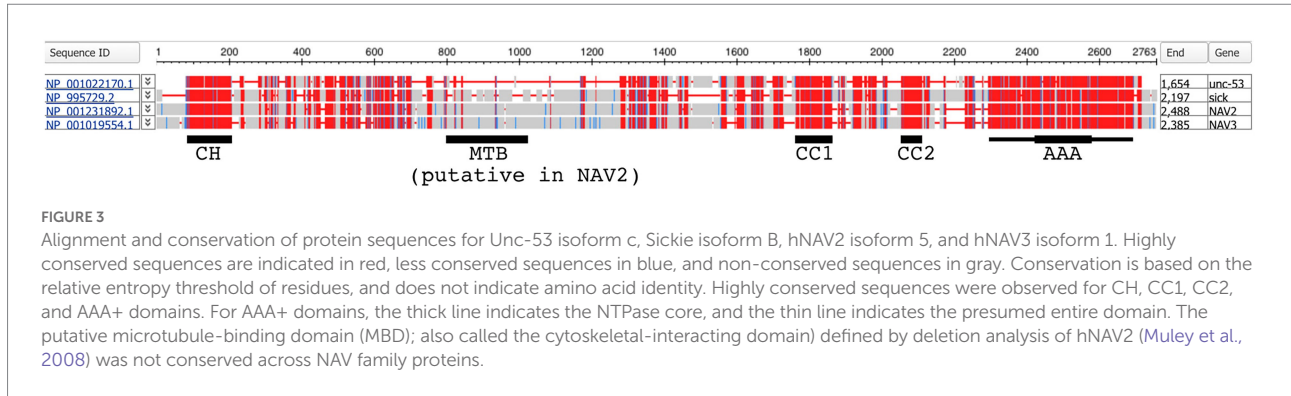 Sequence ID 1 200 400 600 800 1000 1200 1400 1600 1800 2000 2200 2400 2600 2763 End Gene
NP_001022170.1 1,654 unc-53
NP_995729.2 2,197 sick
NP_001231892.1 2,488 NAV2
NP_001019554.1 2,385 NAV3
CH MTB CC1 CC2 AAA
(putative in NAV2)
FIGURE 3
Alignment and conservation of protein sequences for Unc-53 isoform c, Sickie isoform B, hNAV2 isoform 5, and hNAV3 isoform 1. Highly
conserved sequences are indicated in red, less conserved sequences in blue, and non-conserved sequences in gray. Conservation is based on the
relative entropy threshold of residues, and does not indicate amino acid identity. Highly conserved sequences were observed for CH, CC1, CC2,
and AAA+ domains. For AAA+ domains, the thick line indicates the NTPase core, and the thin line indicates the presumed entire domain. The
putative microtubule-binding domain (MBD); also called the cytoskeletal-interacting domain) defined by deletion analysis of hNAV2 (Muley et al.,
2008) was not conserved across NAV family proteins.